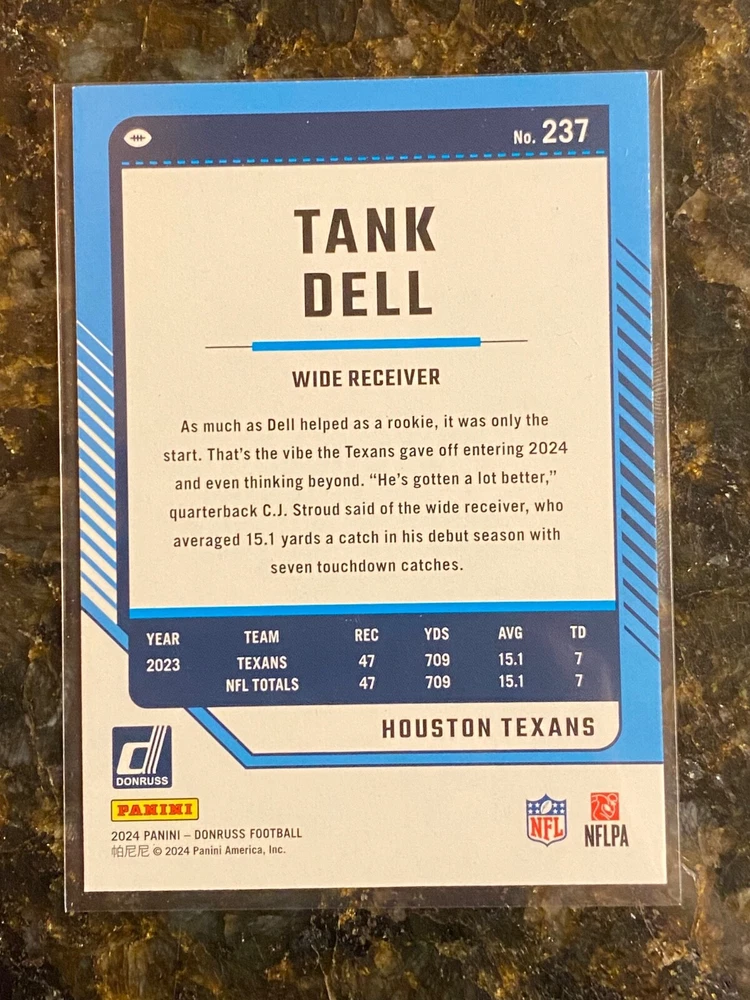 No. 237
TANK
DELL
WIDE RECEIVER
As much as Dell helped as a rookie, it was only the
start. That's the vibe the Texans gave off entering 2024
and even thinking beyond. “He's gotten a lot better,”
quarterback C.J. Stroud said of the wide receiver, who
averaged 15.1 yards a catch in his debut season with
seven touchdown catches.
YEAR TEAM REC YDS AVG TD
2023 TEXANS 47 709 15.1 7
NFL TOTALS 47 709 15.1 7
HOUSTON TEXANS
d
DONRUSS
PANINI
2024 PANINI – DONRUSS FOOTBALL
帕尼尼 © 2024 Panini America, Inc.
NFL
NFLPA